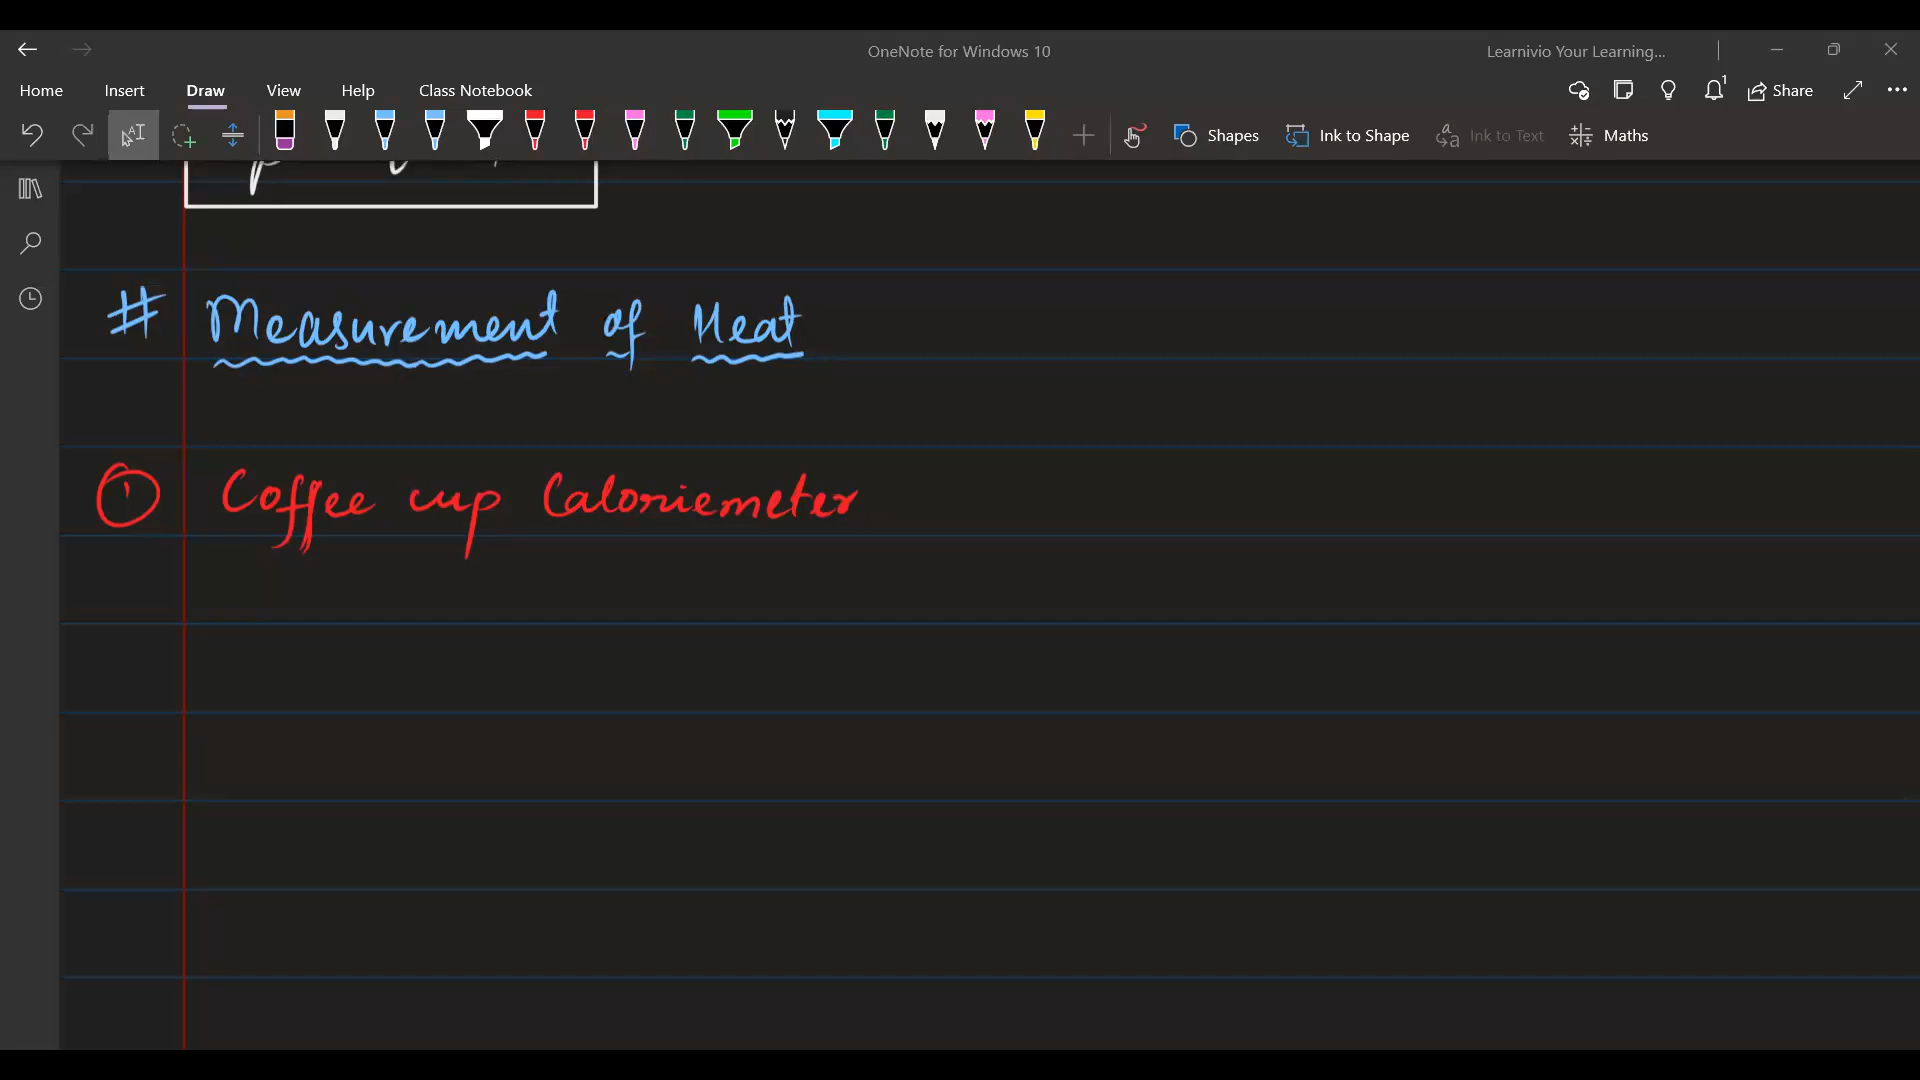 OneNote for Windows 10
Learnivio Your Learning...
Home Insert Draw View Help Class Notebook
1 Share
Shapes Ink to Shape Ink to Text Maths
# Measurement of Heat
① Coffee cup Caloriemeter